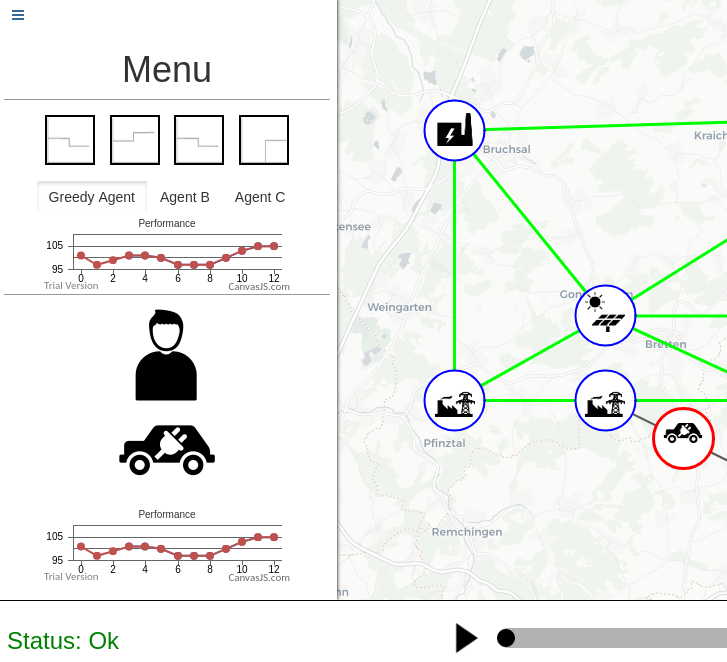 Menu
Greedy Agent Agent B Agent C
Performance
105
95
0 2 4 6 8 10 12
Trial Version CanvasJS.com
Performance
105
95
0 2 4 6 8 10 12
Trial Version CanvasJS.com
Bruchsal
Kraich
ensee
Weingarten
Gon
Bretten
Pfinztal
Remchingen
Status: Ok